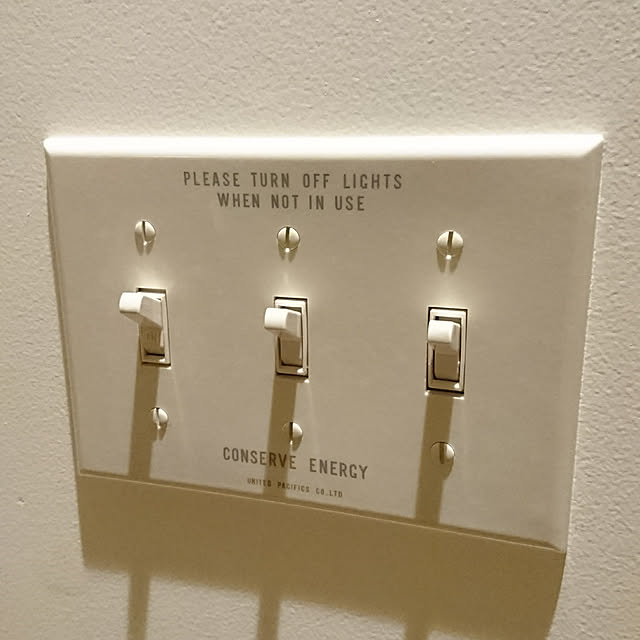 PLEASE TURN OFF LIGHTS
WHEN NOT IN USE
CONSERVE ENERGY
UNITED PACIFICS CO.LTD